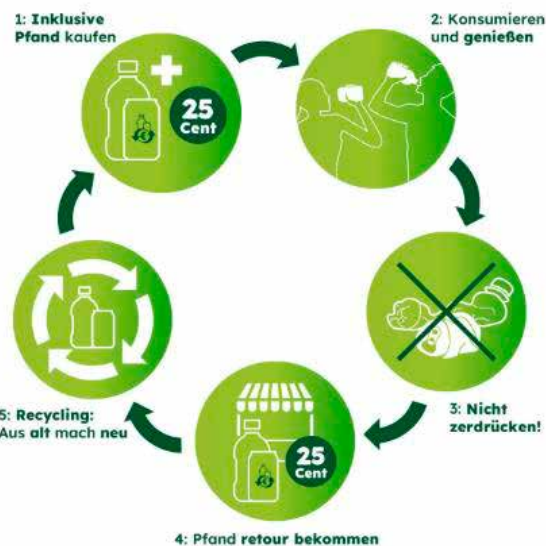 1: Inklusive
Pfand kaufen
25
Cent
2: Konsumieren
und genießen
3: Nicht
zerdrücken!
25
Cent
4: Pfand retour bekommen
5: Recycling:
Aus alt mach neu